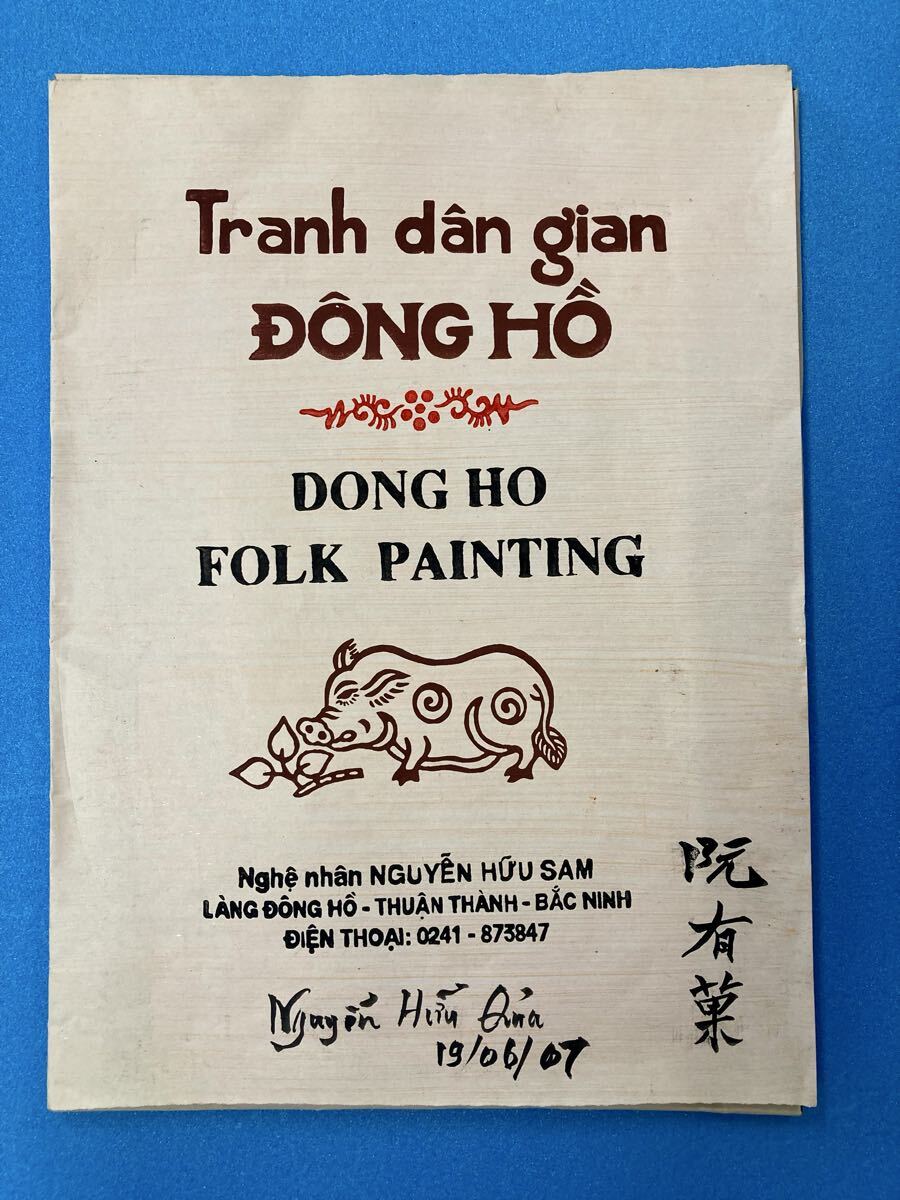 Tranh dân gian
ĐÔNG HỒ
DONG HO
FOLK PAINTING
Nghệ nhân NGUYỄN HỮU SAM
LÀNG ĐÔNG HỒ - THUẬN THÀNH - BẮC NINH
ĐIỆN THOẠI: 0241 - 873847
Nguyễn Hữu Qủa
19/06/07
阮有菓